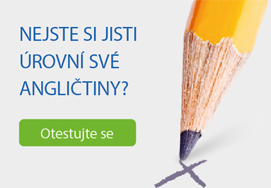 NEJSTE SI JISTI
ÚROVNÍ SVÉ
ANGLIČTINY?
Otestujte se